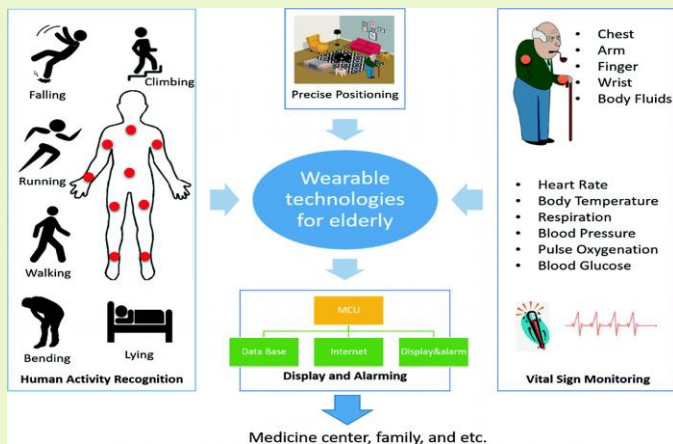 Falling
Climbing
Running
Walking
Bending
Lying
Human Activity Recognition
Precise Positioning
Wearable
technologies
for elderly
MCU
Data Base
Internet
Display&alarm
Display and Alarming
Medicine center, family, and etc.
• Chest
• Arm
• Finger
• Wrist
• Body Fluids
• Heart Rate
• Body Temperature
• Respiration
• Blood Pressure
• Pulse Oxygenation
• Blood Glucose
Vital Sign Monitoring